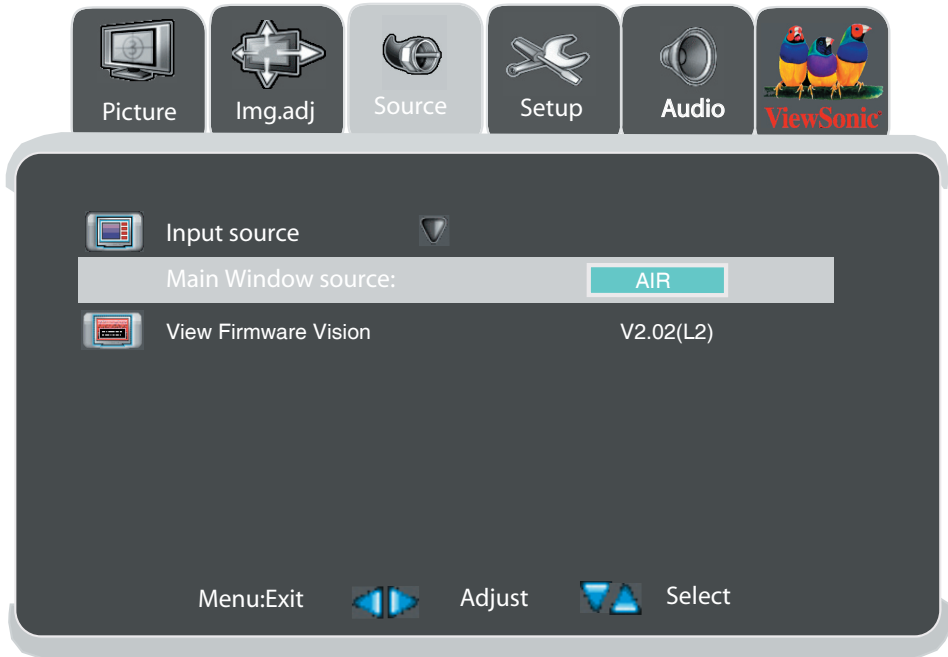 Picture Img.adj Source Setup Audio ViewSonic
Input source
Main Window source: AIR
View Firmware Vision V2.02(L2)
Menu:Exit Adjust Select